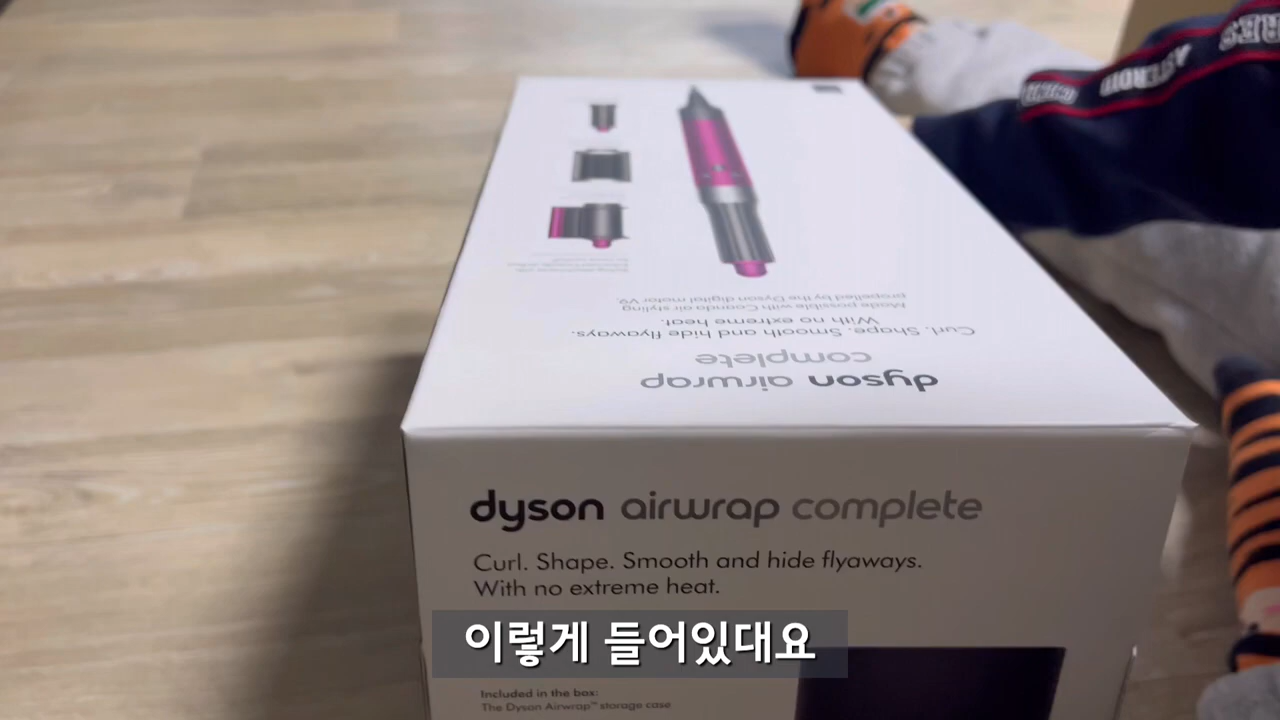 RES
ASTEROID
propelled by the Dyson digital motor V9.
Made possible with Coanda air styling
With no extreme heat.
Curl. Shape. Smooth and hide flyaways.
complete
dyson airwrap
dyson airwrap complete
Curl. Shape. Smooth and hide flyaways.
With no extreme heat.
이렇게 들어있대요
Included in the box:
The Dyson Airwrap™ storage case